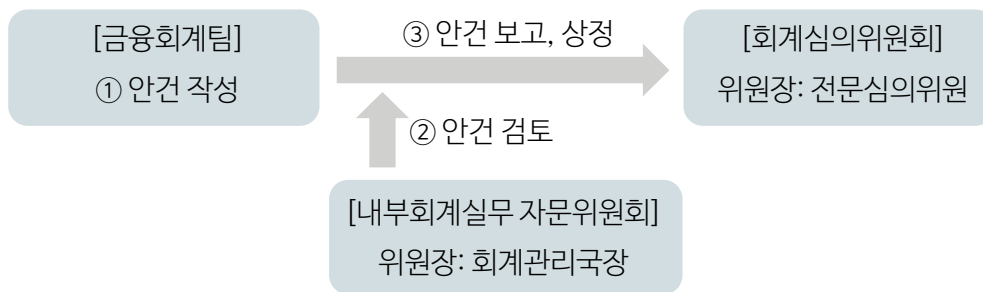 [금융회계팀]
① 안건 작성
③ 안건 보고, 상정
[회계심의위원회]
위원장: 전문심의위원
② 안건 검토
[내부회계실무 자문위원회]
위원장: 회계관리국장